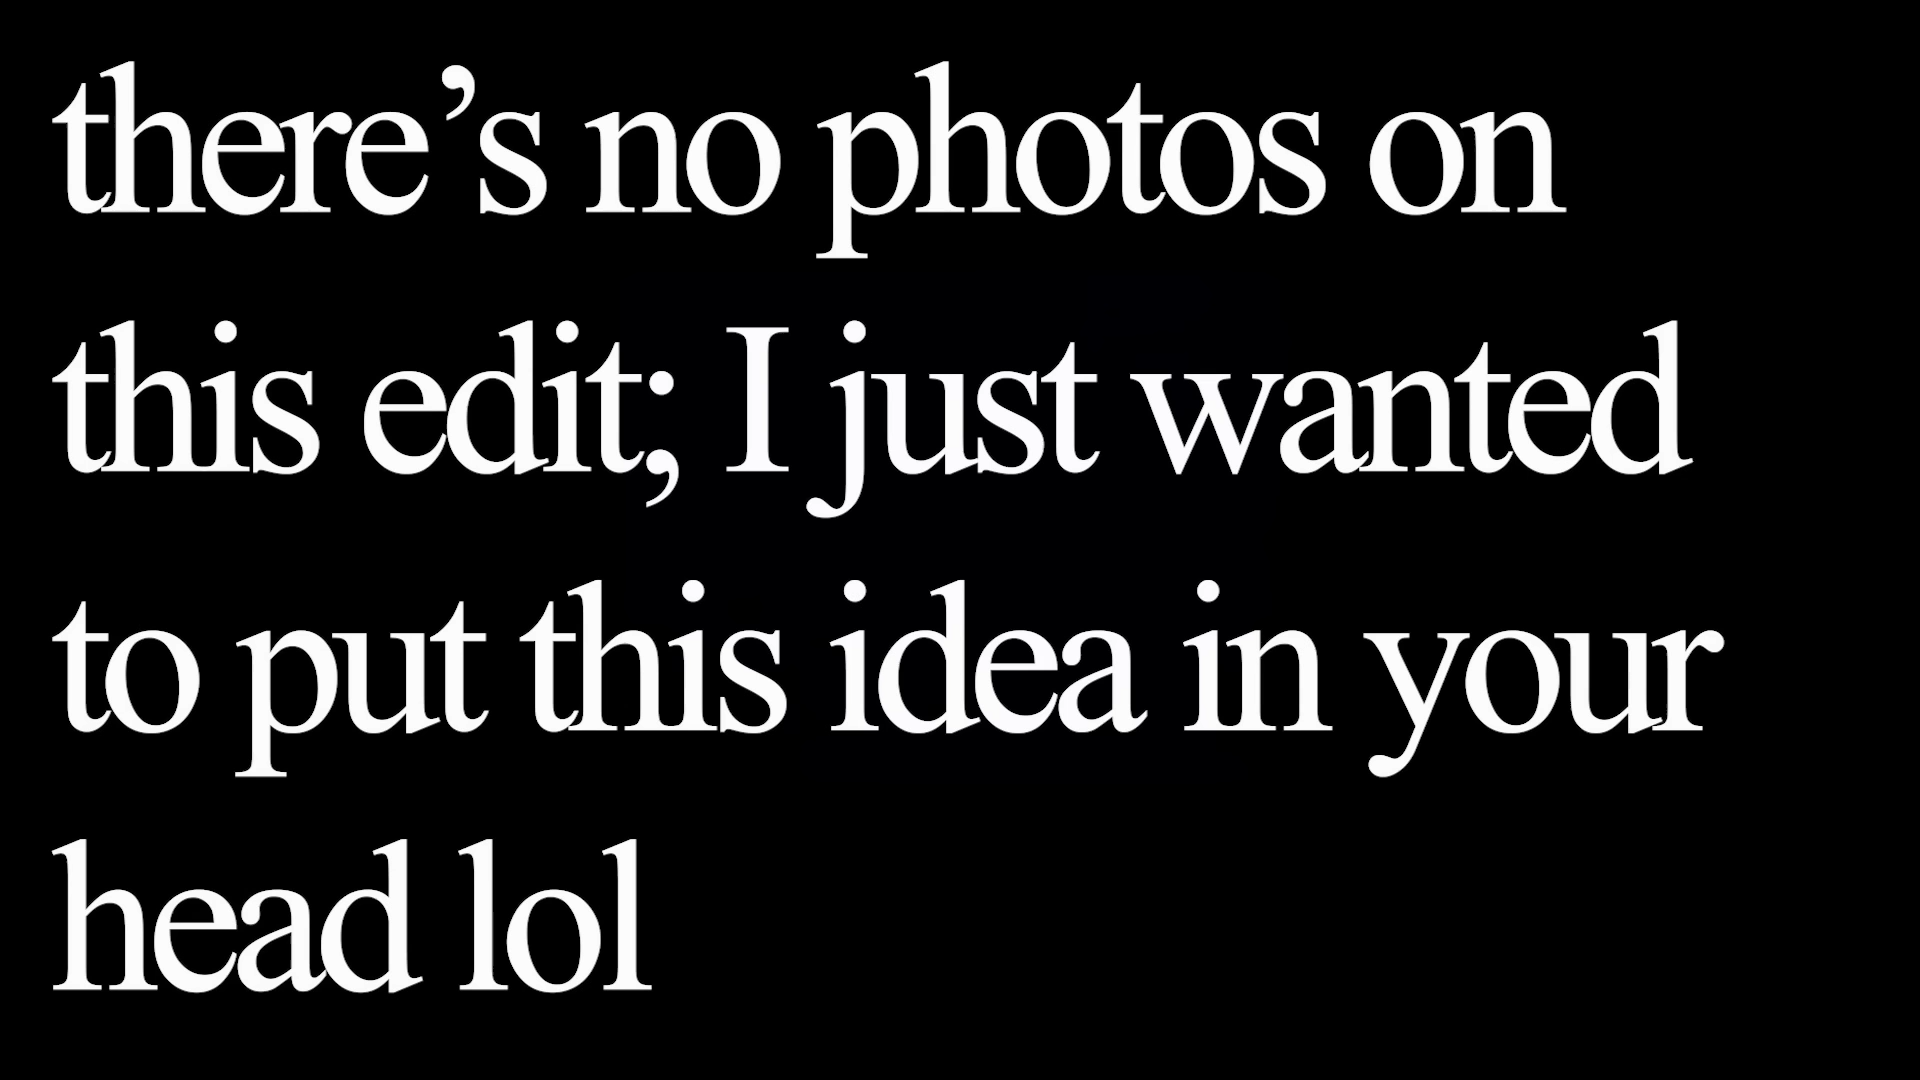 there’s no photos on
this edit; I just wanted
to put this idea in your
head lol